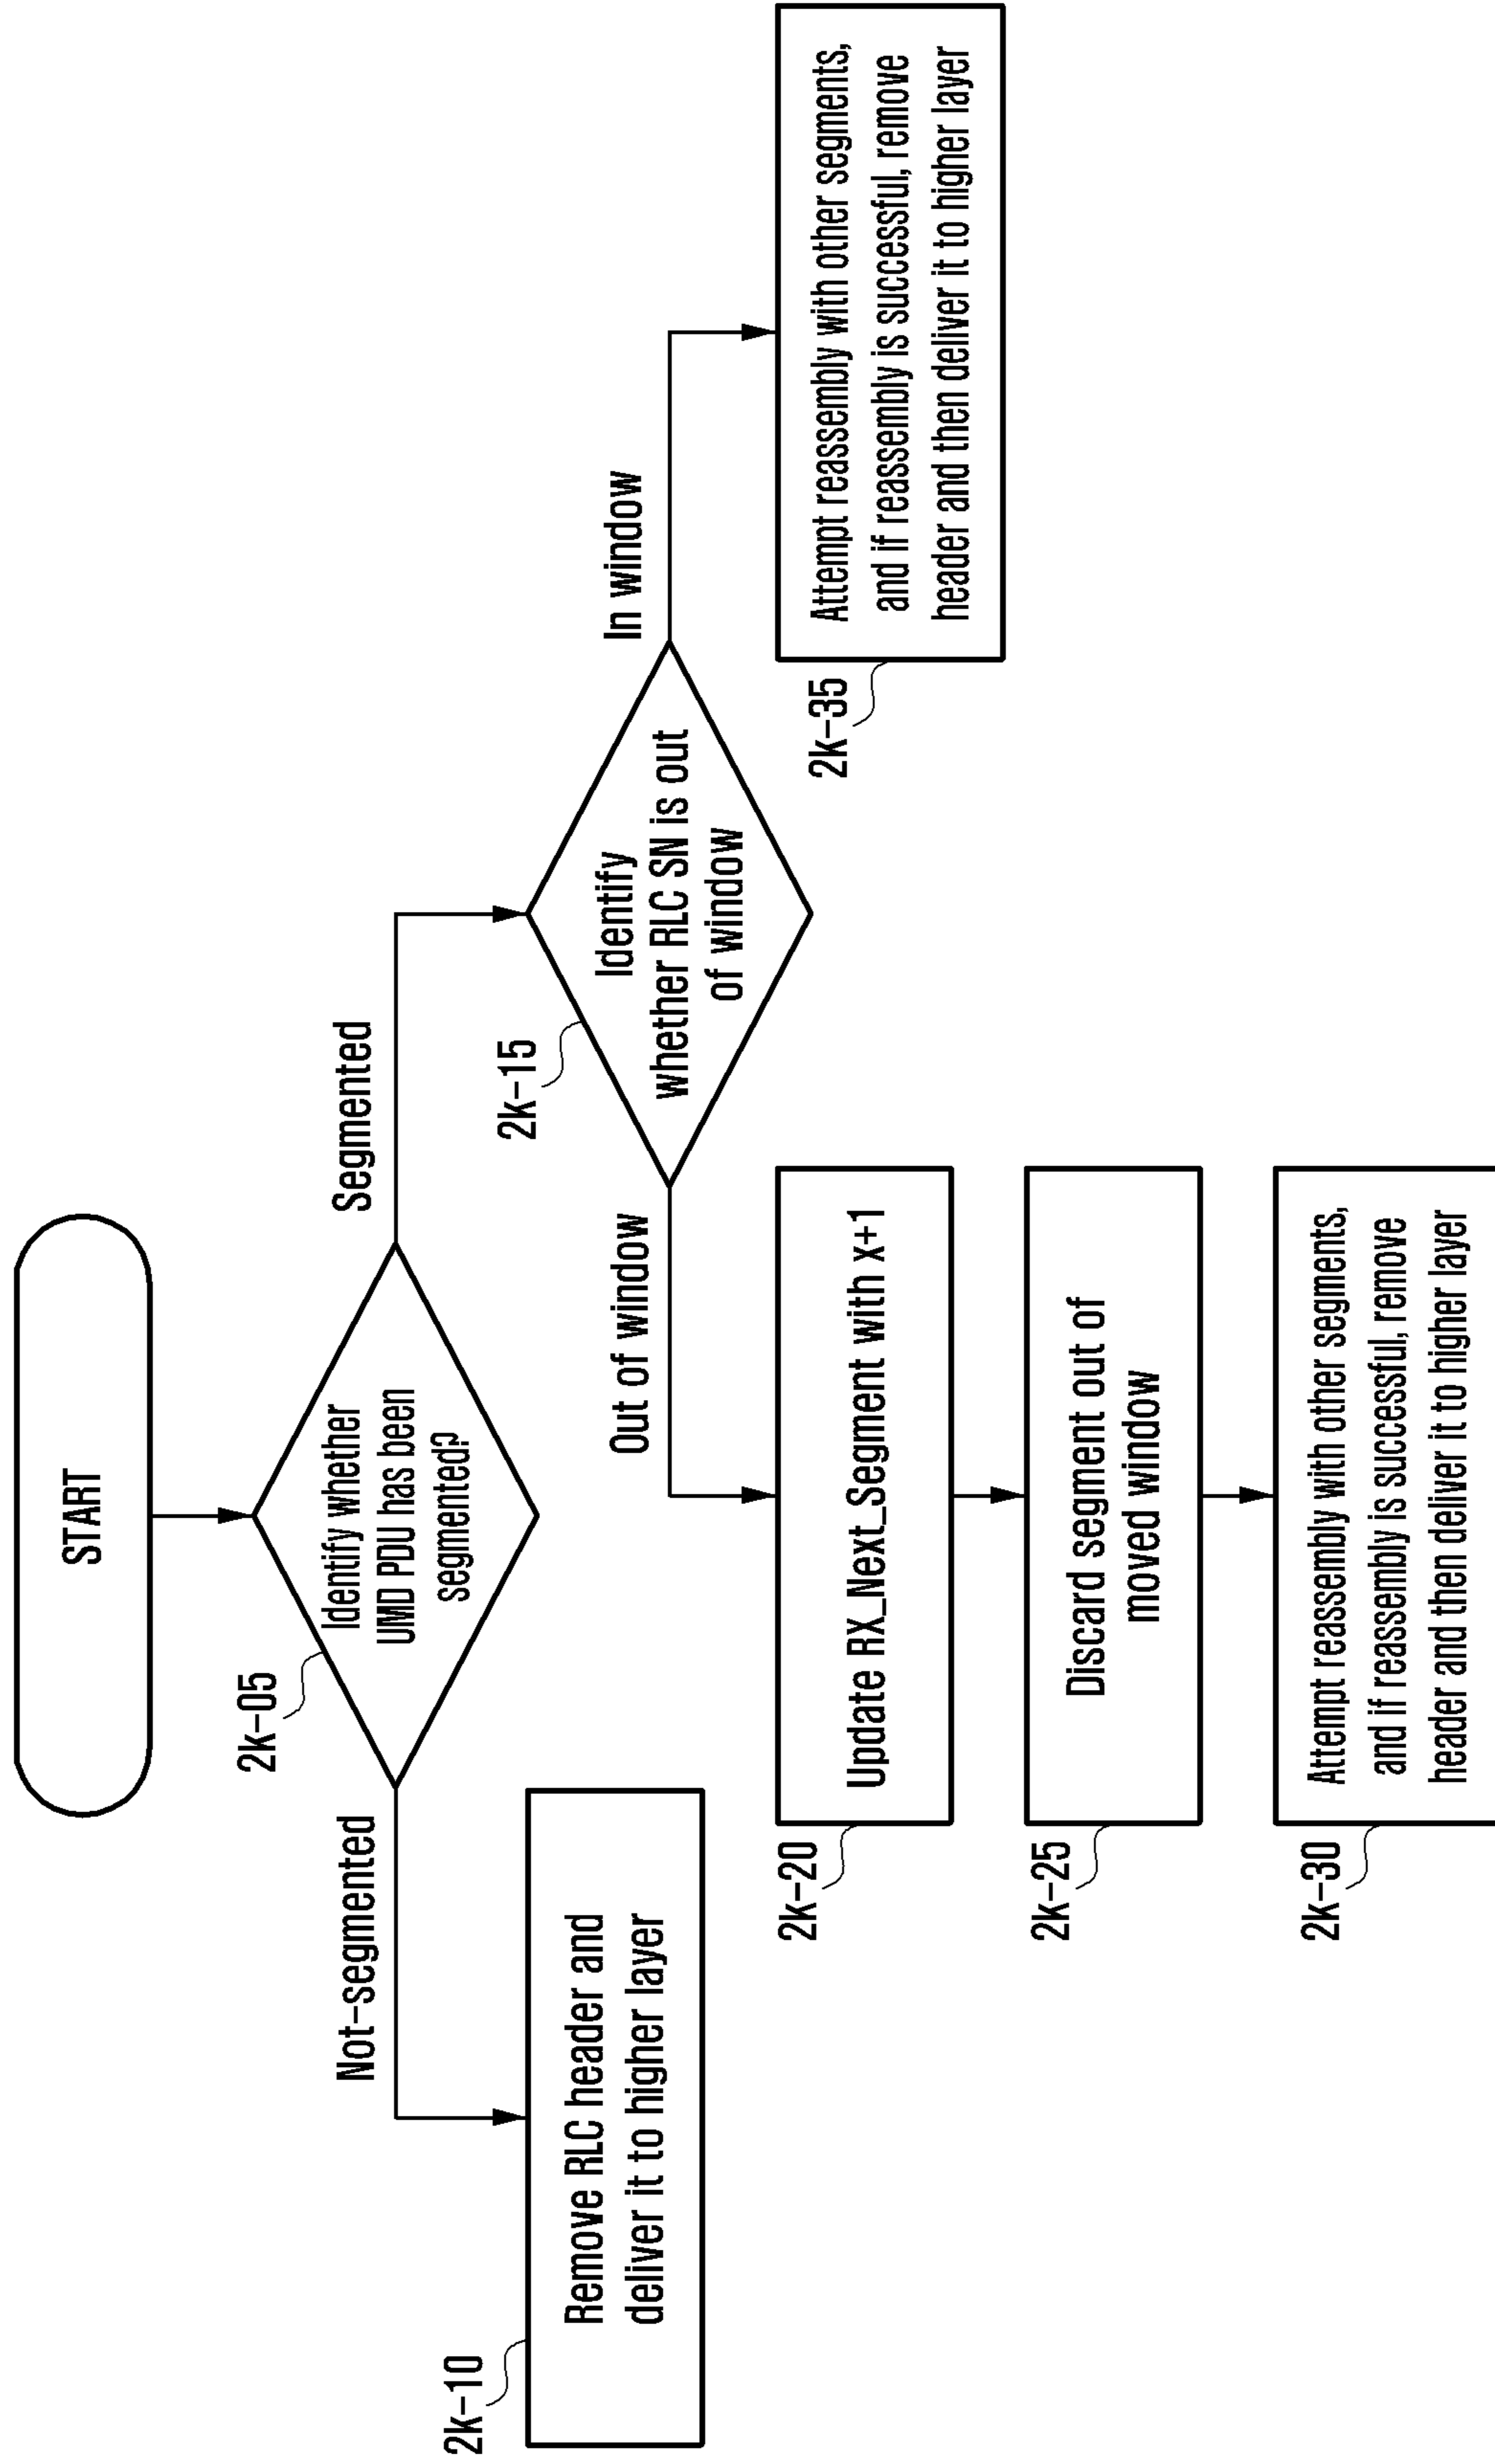 START
2k-05
Identify whether
UMD PDU has been
segmented?
Not-segmented
Segmented
2k-10
Remove RLC header and
deliver it to higher layer
2k-15
Identify
whether RLC SN is out
of window
Out of window
In window
2k-20
Update RX_Next_Segment with x+1
2k-25
Discard segment out of
moved window
2k-30
Attempt reassembly with other segments,
and if reassembly is successful, remove
header and then deliver it to higher layer
2k-35
Attempt reassembly with other segments,
and if reassembly is successful, remove
header and then deliver it to higher layer